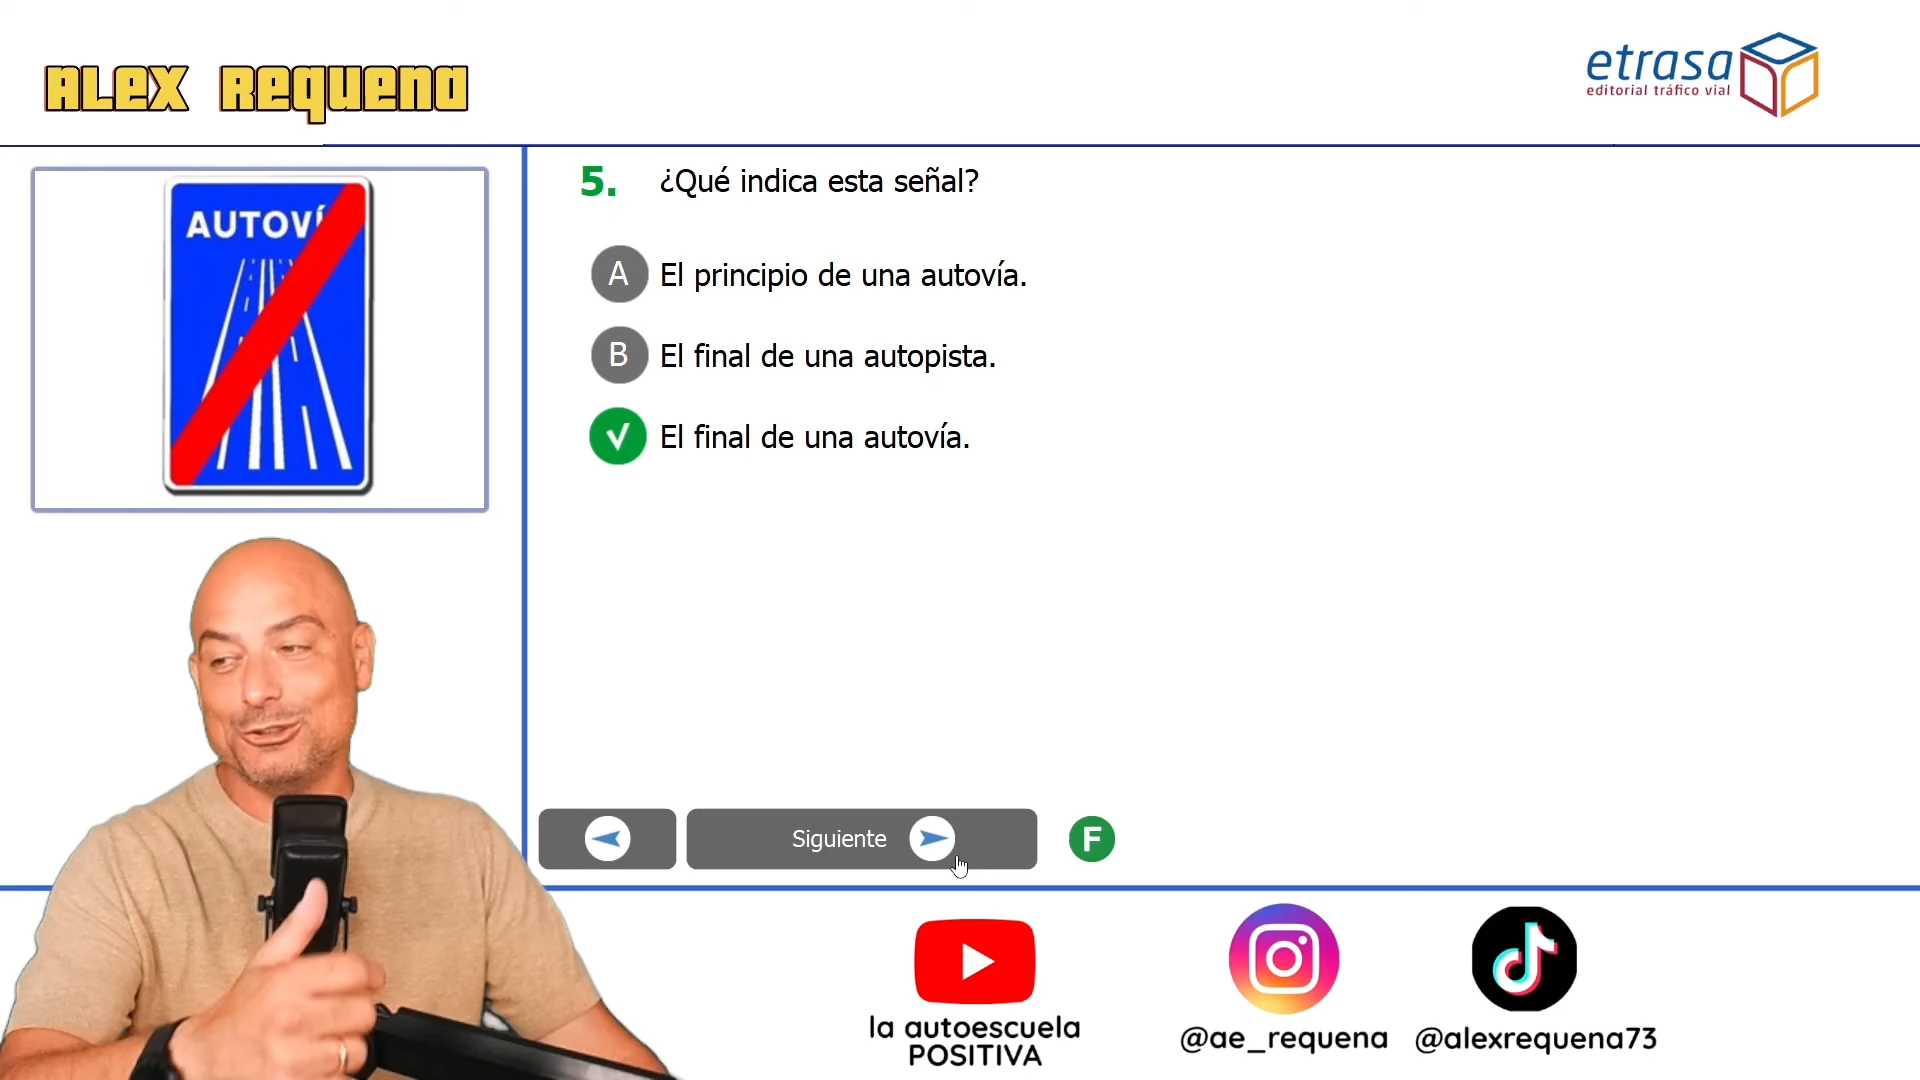 ALEX REQUENA
etrasa
editorial tráfico vial
AUTOVÍ
5. ¿Qué indica esta señal?
A El principio de una autovía.
B El final de una autopista.
El final de una autovía.
Siguiente
F
la autoescuela
POSITIVA
@ae_requena
@alexrequena73